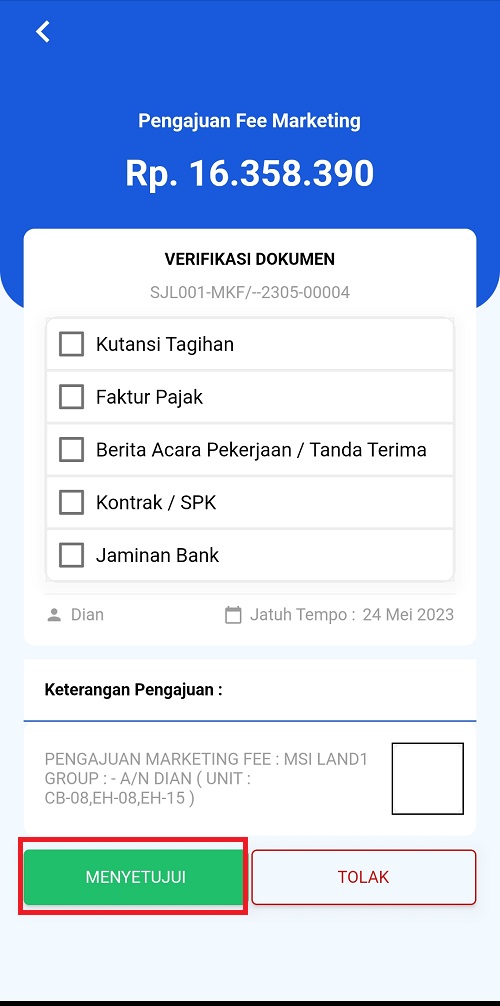 Pengajuan Fee Marketing
Rp. 16.358.390
VERIFIKASI DOKUMEN
SJL001-MKF/--2305-00004
Kutansi Tagihan
Faktur Pajak
Berita Acara Pekerjaan / Tanda Terima
Kontrak / SPK
Jaminan Bank
Dian
Jatuh Tempo : 24 Mei 2023
Keterangan Pengajuan :
PENGAJUAN MARKETING FEE : MSI LAND1
GROUP : - A/N DIAN ( UNIT :
CB-08,EH-08,EH-15 )
MENYETUJUI
TOLAK